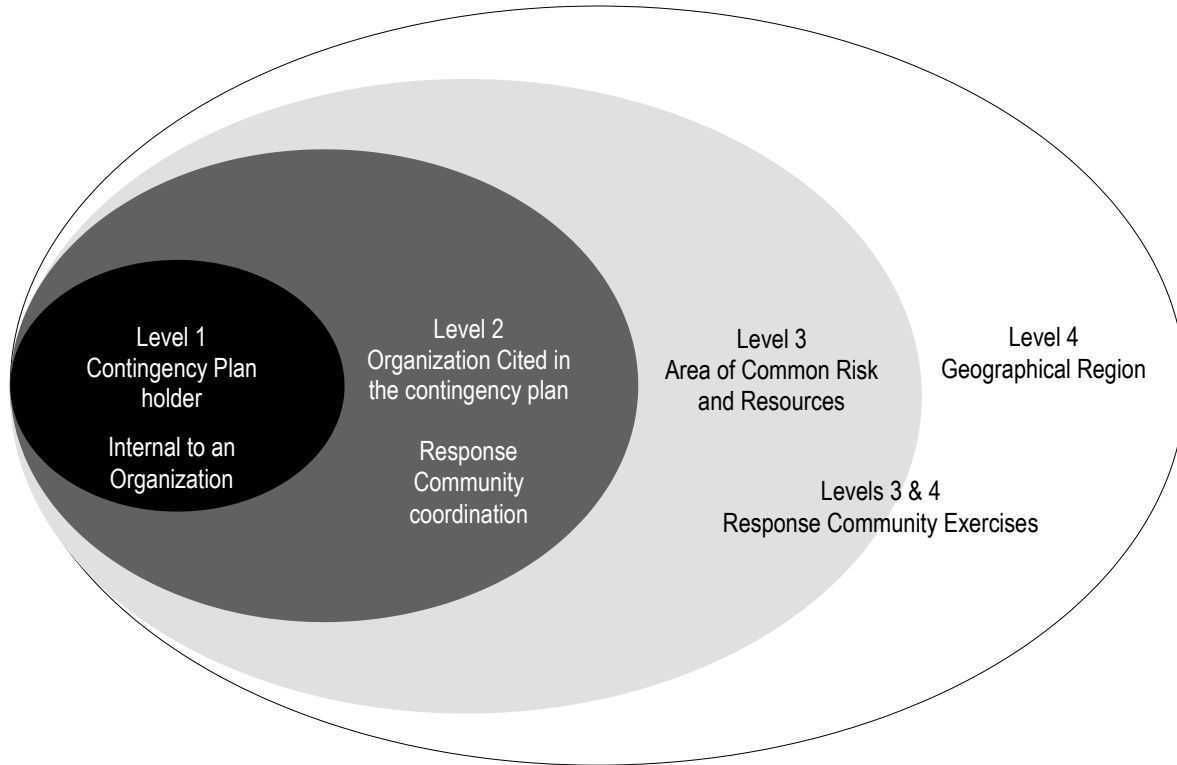 Level 1
Contingency Plan
holder
Internal to an
Organization
Level 2
Organization Cited in
the contingency plan
Response
Community
coordination
Level 3
Area of Common Risk
and Resources
Level 4
Geographical Region
Levels 3 & 4
Response Community Exercises